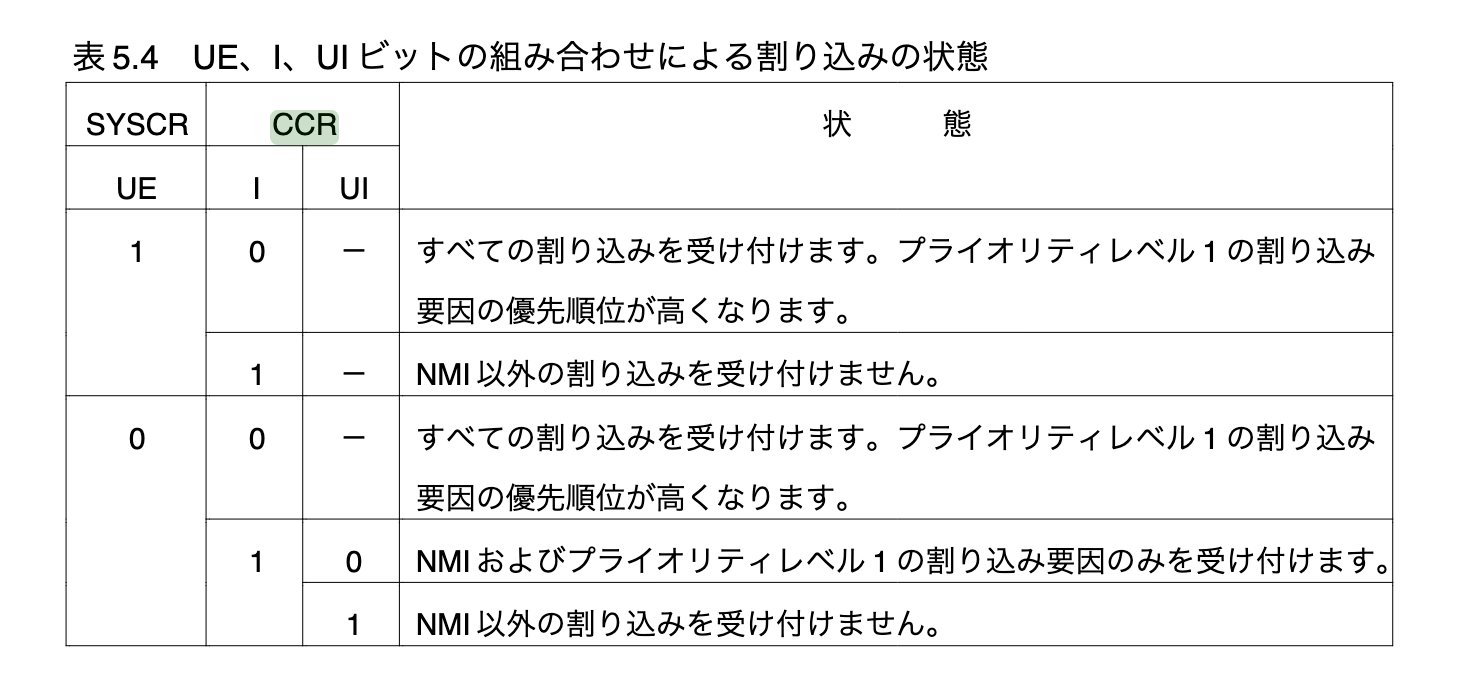 表 5.4　UE、I、UI ビットの組み合わせによる割り込みの状態
SYSCR CCR 状　態
UE I UI
1 0 － すべての割り込みを受け付けます。プライオリティレベル 1 の割り込み
要因の優先順位が高くなります。
1 － NMI 以外の割り込みを受け付けません。
0 0 － すべての割り込みを受け付けます。プライオリティレベル 1 の割り込み
要因の優先順位が高くなります。
1 0 NMI およびプライオリティレベル 1 の割り込み要因のみを受け付けます。
1 NMI 以外の割り込みを受け付けません。